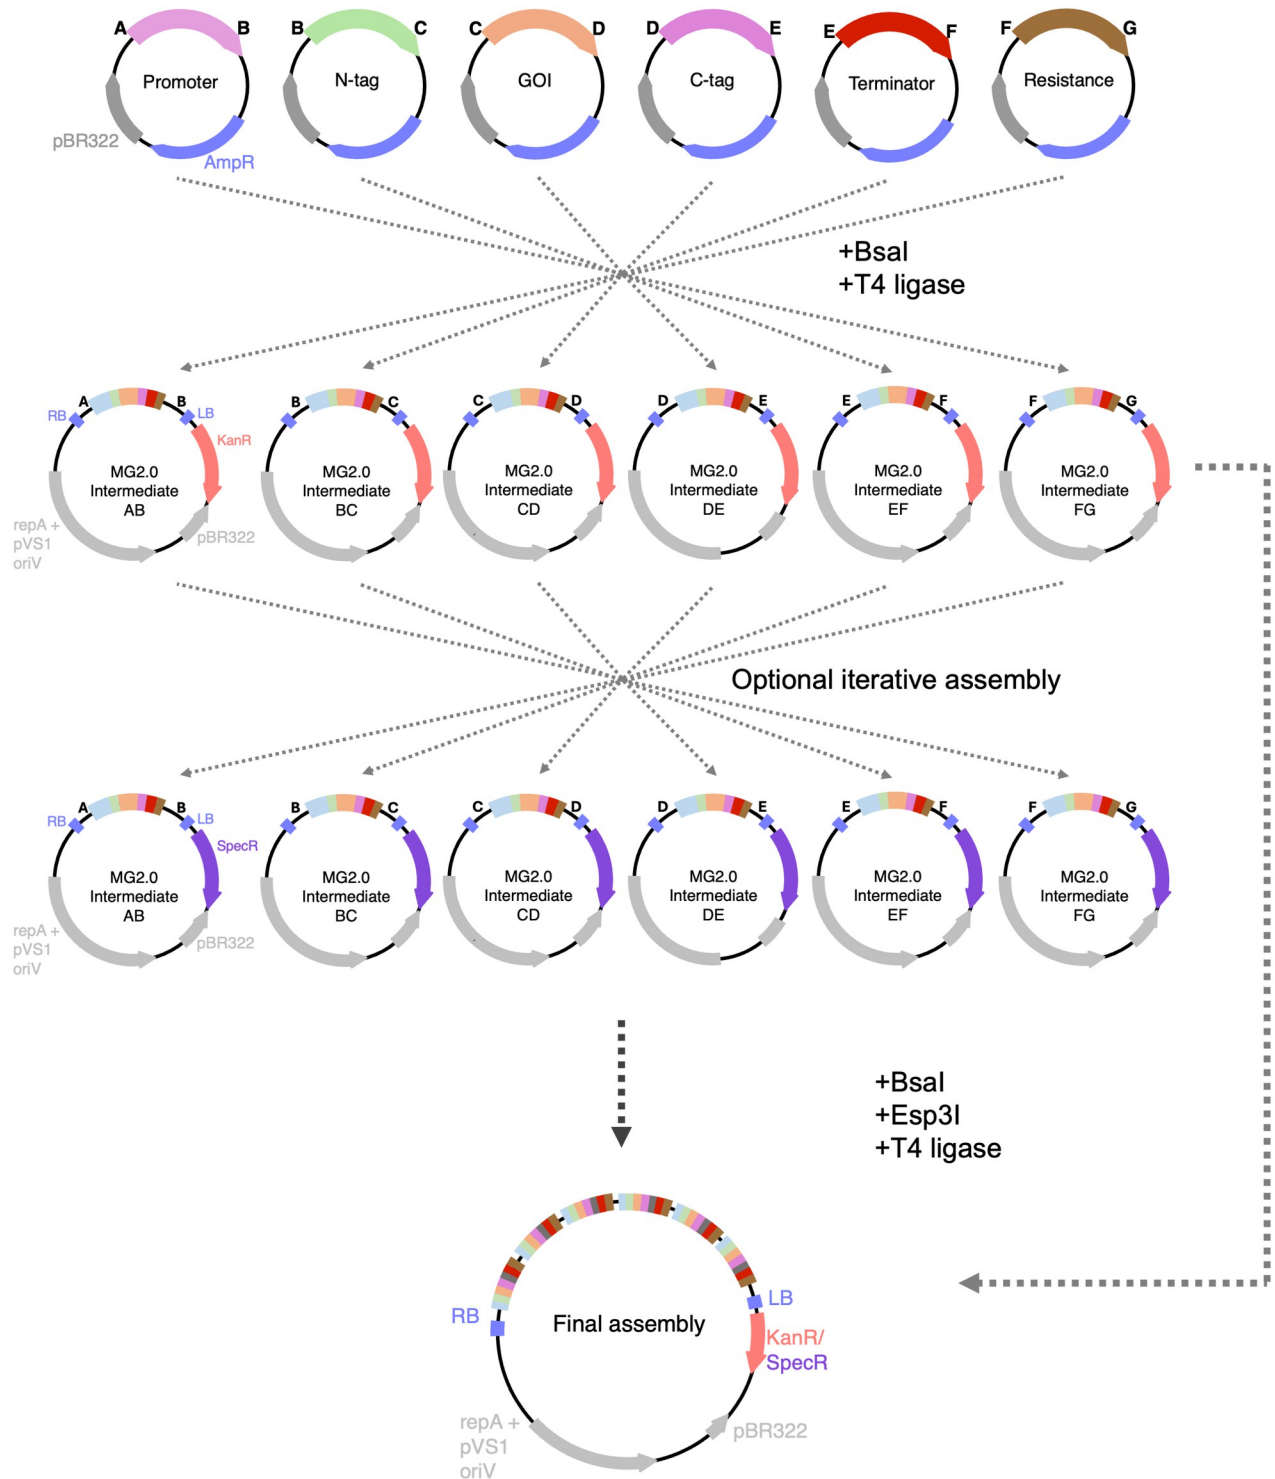 A B
B C
C D
D E
E F
F G
Promoter
N-tag
GOI
C-tag
Terminator
Resistance
pBR322
AmpR
+BsaI
+T4 ligase
A B
B C
C D
D E
E F
F G
RB
LB
KanR
MG2.0
Intermediate
AB
MG2.0
Intermediate
BC
MG2.0
Intermediate
CD
MG2.0
Intermediate
DE
MG2.0
Intermediate
EF
MG2.0
Intermediate
FG
repA +
pVS1
oriV
pBR322
Optional iterative assembly
A B
B C
C D
D E
E F
F G
RB
LB
SpecR
MG2.0
Intermediate
AB
MG2.0
Intermediate
BC
MG2.0
Intermediate
CD
MG2.0
Intermediate
DE
MG2.0
Intermediate
EF
MG2.0
Intermediate
FG
repA +
pVS1
oriV
pBR322
+BsaI
+Esp3I
+T4 ligase
RB
LB
Final assembly
KanR/
SpecR
repA +
pVS1
oriV
pBR322